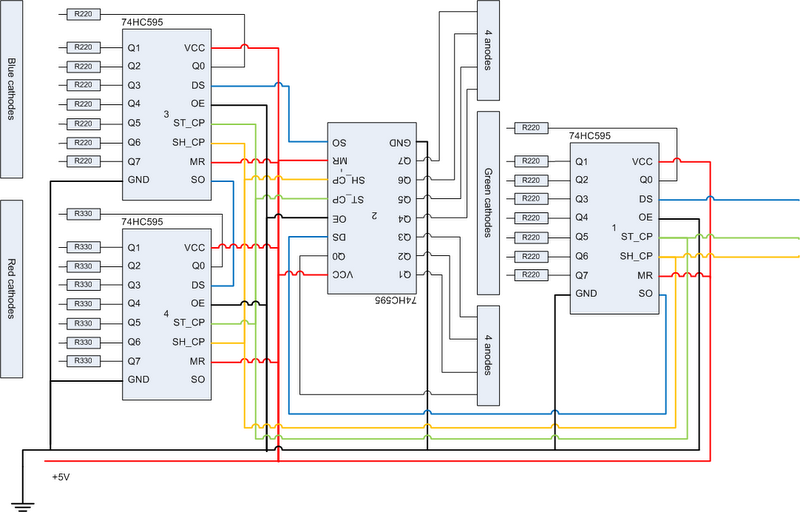 Blue cathodes
R220
R220
R220
R220
R220
R220
R220
R220
74HC595
Q1 VCC
Q2 Q0
Q3 DS
Q4 OE
Q5 3 ST_CP
Q6 SH_CP
Q7 MR
GND SO
Red cathodes
R330
R330
R330
R330
R330
R330
R330
R330
74HC595
Q1 VCC
Q2 Q0
Q3 DS
Q4 OE
Q5 4 ST_CP
Q6 SH_CP
Q7 MR
GND SO
SO GND
MR Q7
SH_CP Q6
ST_CP Q5
OE 2 Q4
DS Q3
Q0 Q2
VCC Q1
74HC595
4 anodes
4 anodes
Green cathodes
R220
R220
R220
R220
R220
R220
R220
R220
74HC595
Q1 VCC
Q2 Q0
Q3 DS
Q4 OE
Q5 1 ST_CP
Q6 SH_CP
Q7 MR
GND SO
+5V